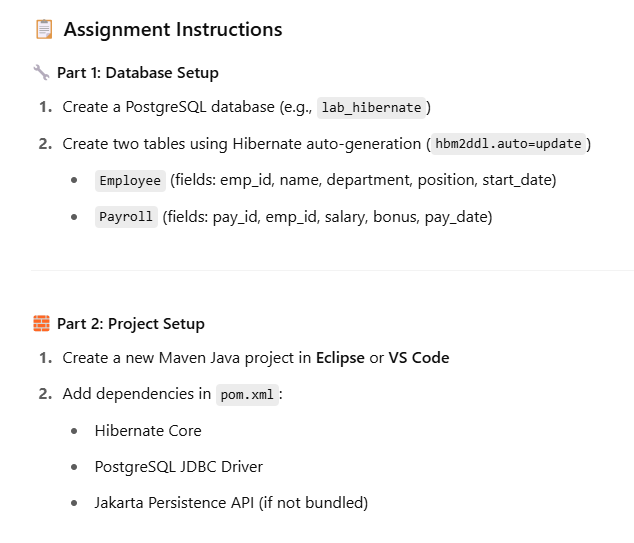 Assignment Instructions
Part 1: Database Setup
1. Create a PostgreSQL database (e.g., lab_hibernate)
2. Create two tables using Hibernate auto-generation (hbm2ddl.auto=update)
• Employee (fields: emp_id, name, department, position, start_date)
• Payroll (fields: pay_id, emp_id, salary, bonus, pay_date)
Part 2: Project Setup
1. Create a new Maven Java project in Eclipse or VS Code
2. Add dependencies in pom.xml:
• Hibernate Core
• PostgreSQL JDBC Driver
• Jakarta Persistence API (if not bundled)